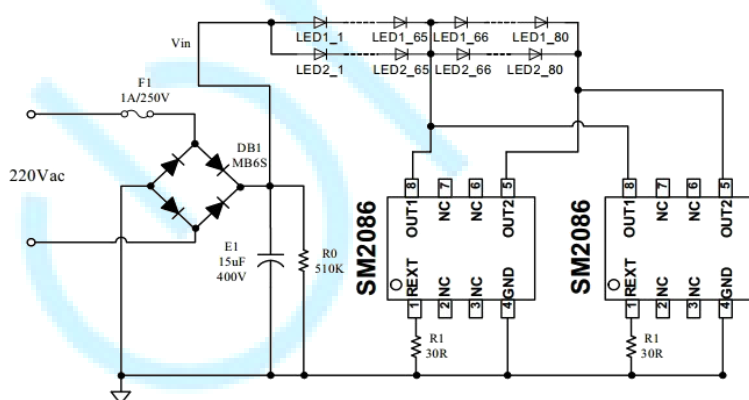 LED1_1 LED1_65 LED1_66 LED1_80
Vin
LED2_1 LED2_65 LED2_66 LED2_80
F1
1A/250V
DB1
MB6S
220Vac
8 7 6 5
OUT1 NC NC OUT2
SM2086
REXT NC NC GND
1 2 3 4
8 7 6 5
OUT1 NC NC OUT2
SM2086
REXT NC NC GND
1 2 3 4
E1
15uF
400V
R0
510K
R1
30R
R1
30R